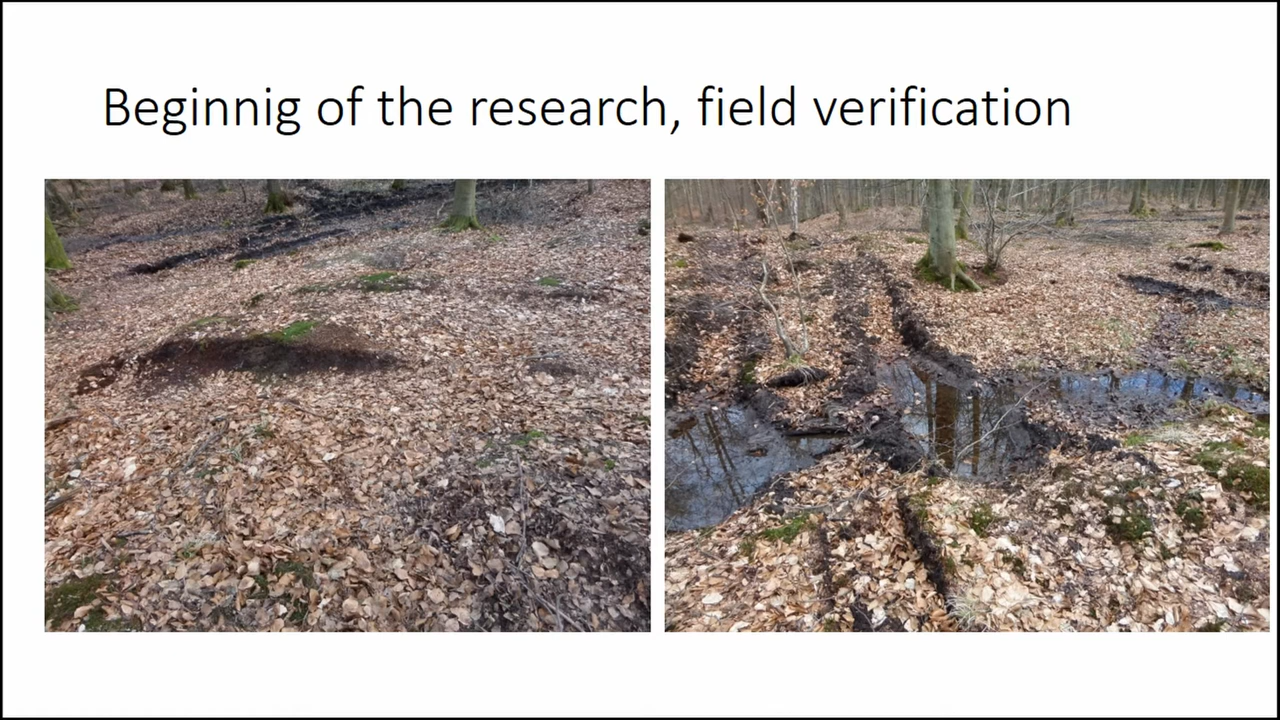 Beginnig of the research, field verification